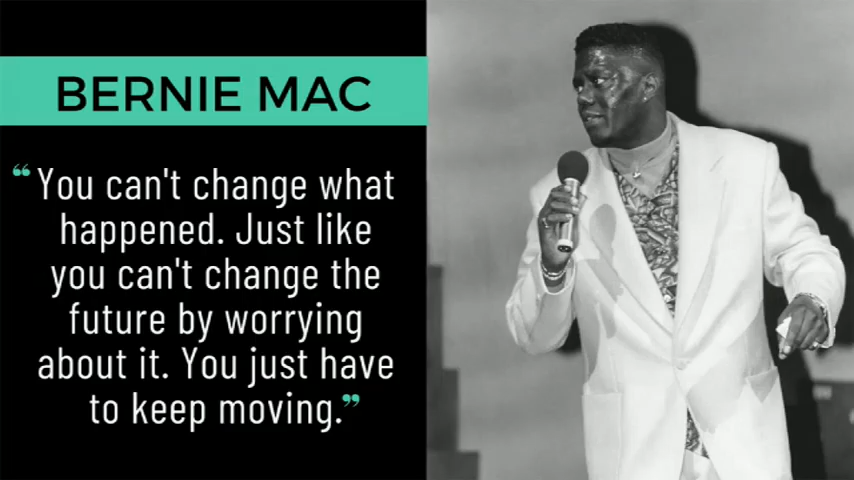 BERNIE MAC
“You can't change what
happened. Just like
you can't change the
future by worrying
about it. You just have
to keep moving.”